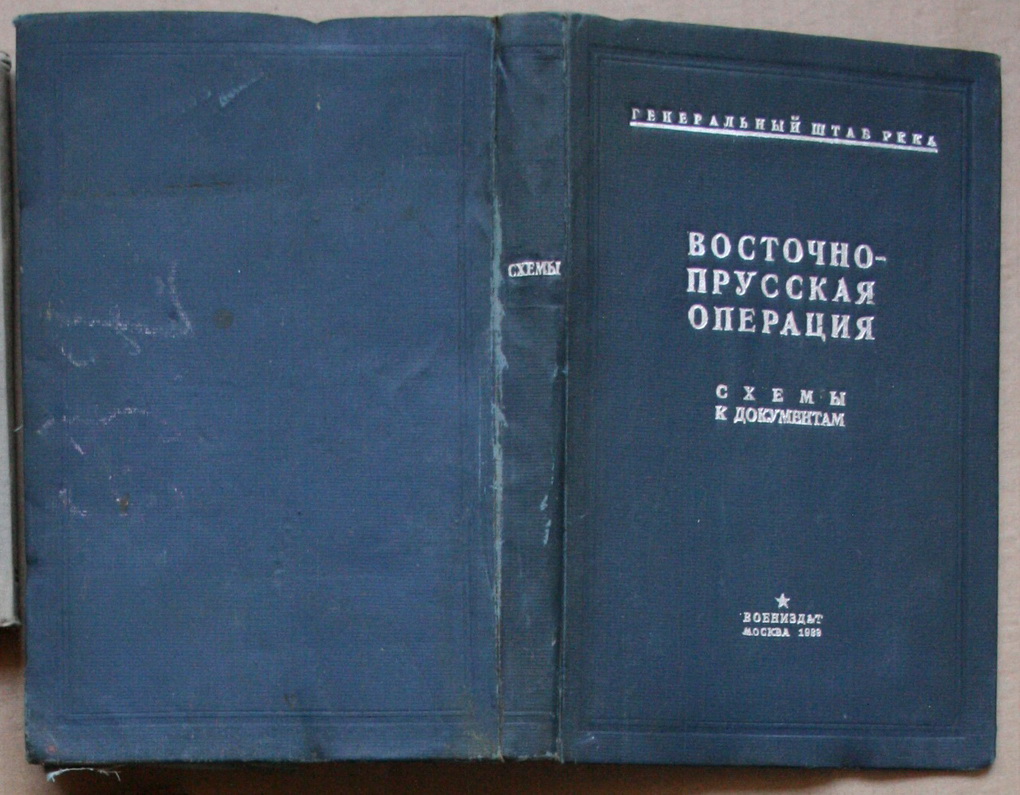 СХЕМЫ
ГЕНЕРАЛЬНЫЙ ШТАБ РККА
ВОСТОЧНО-
ПРУССКАЯ
ОПЕРАЦИЯ
СХЕМЫ
К ДОКУМЕНТАМ
ВОЕНИЗДАТ
МОСКВА 1939